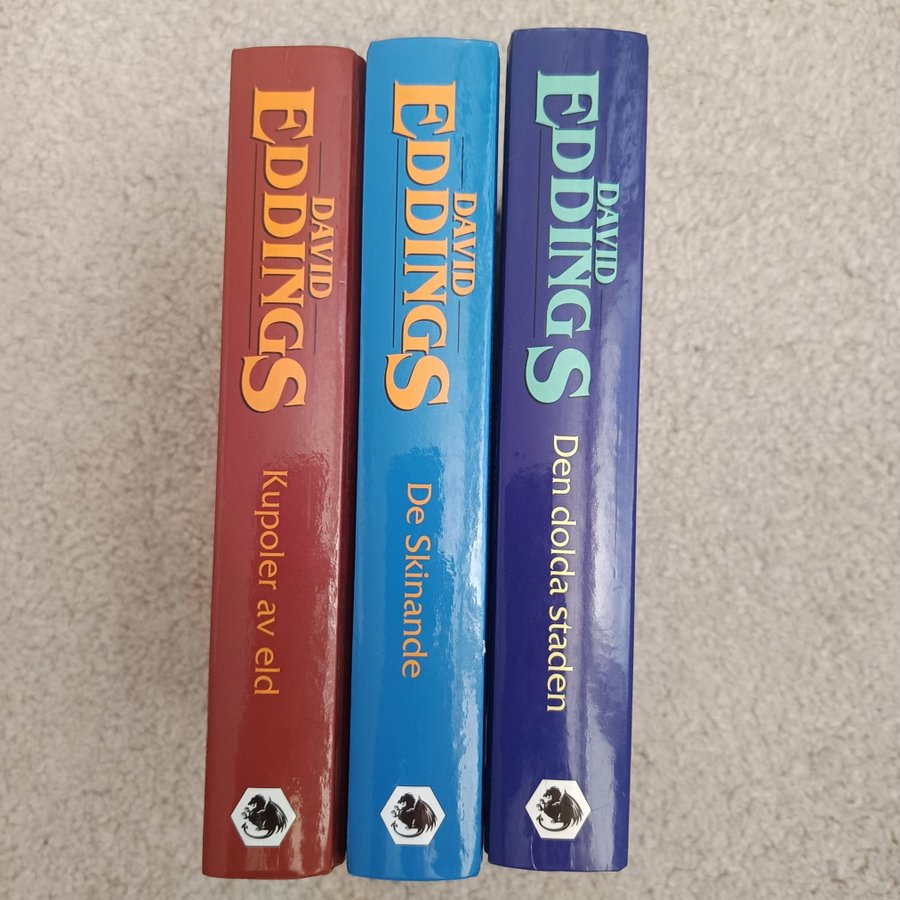 DAVID
EDDINGS
Kupoler av eld
DAVID
EDDINGS
De Skinande
DAVID
EDDINGS
Den dolda staden